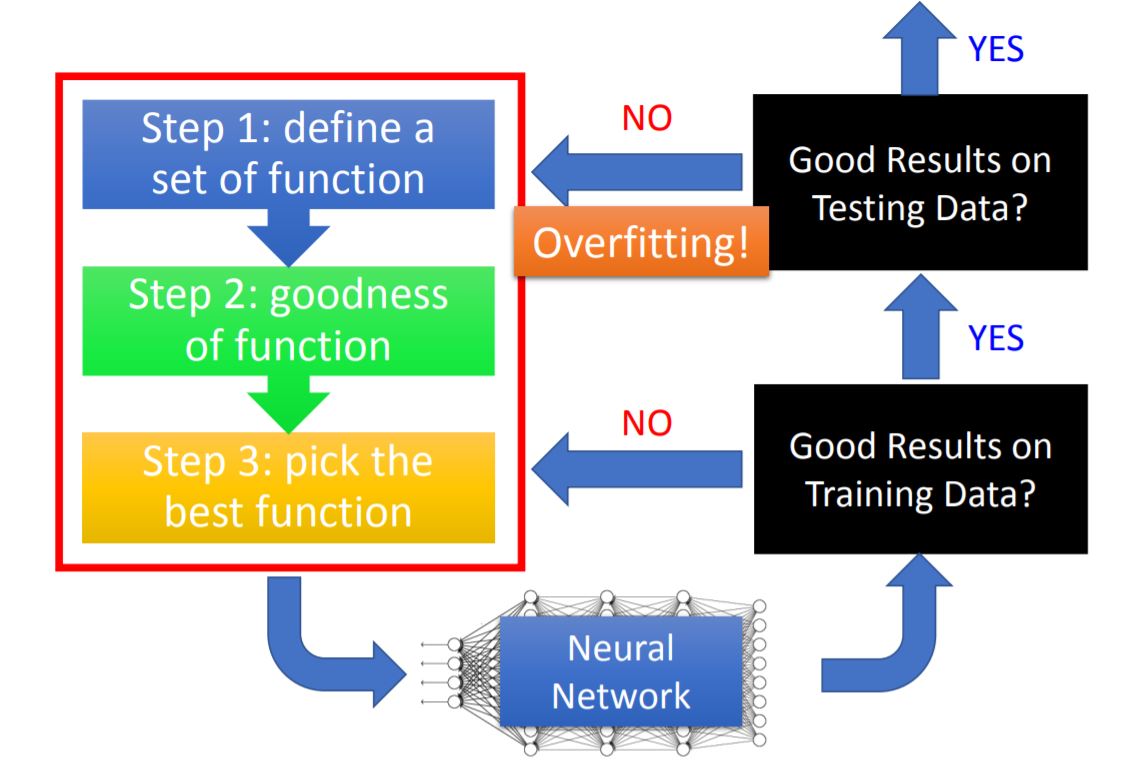 YES
NO
Step 1: define a
set of function
Good Results on
Testing Data?
Overfitting!
Step 2: goodness
of function
YES
NO
Step 3: pick the
best function
Good Results on
Training Data?
Neural
Network